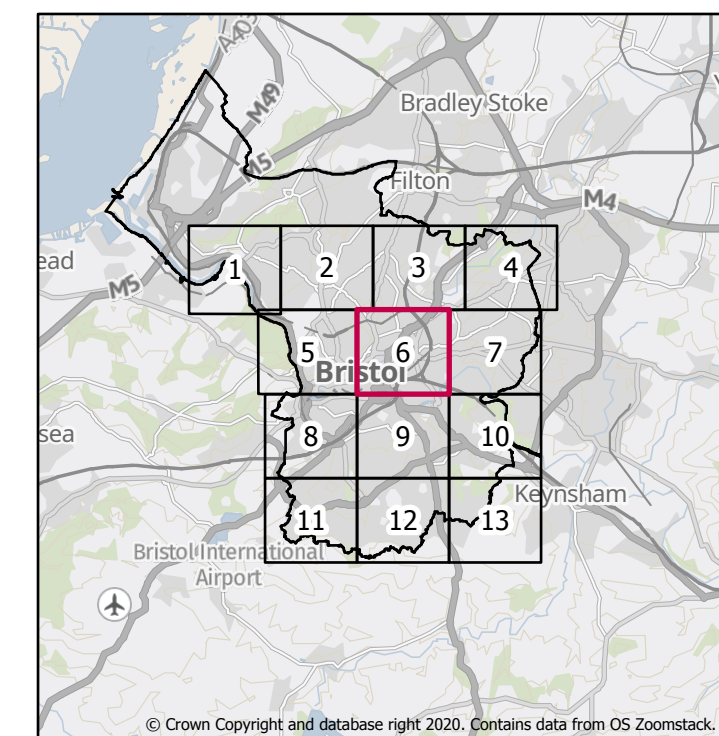 A403
M49
Bradley Stoke
M5
Filton
M4
ead
1
2
3
4
M5
5
6
7
Bristol
sea
8
9
10
Keynsham
11
12
13
Bristol International
Airport
© Crown Copyright and database right 2020. Contains data from OS Zoomstack.